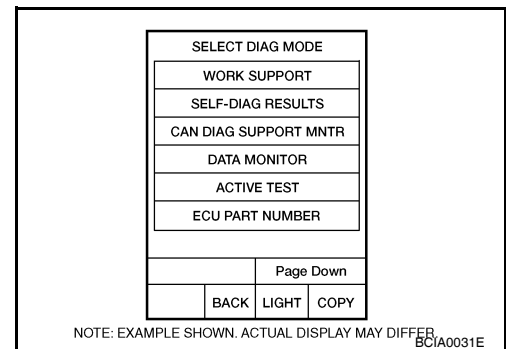 SELECT DIAG MODE
WORK SUPPORT
SELF-DIAG RESULTS
CAN DIAG SUPPORT MNTR
DATA MONITOR
ACTIVE TEST
ECU PART NUMBER
Page Down
BACK LIGHT COPY
NOTE: EXAMPLE SHOWN. ACTUAL DISPLAY MAY DIFFER.
BCIA0031E